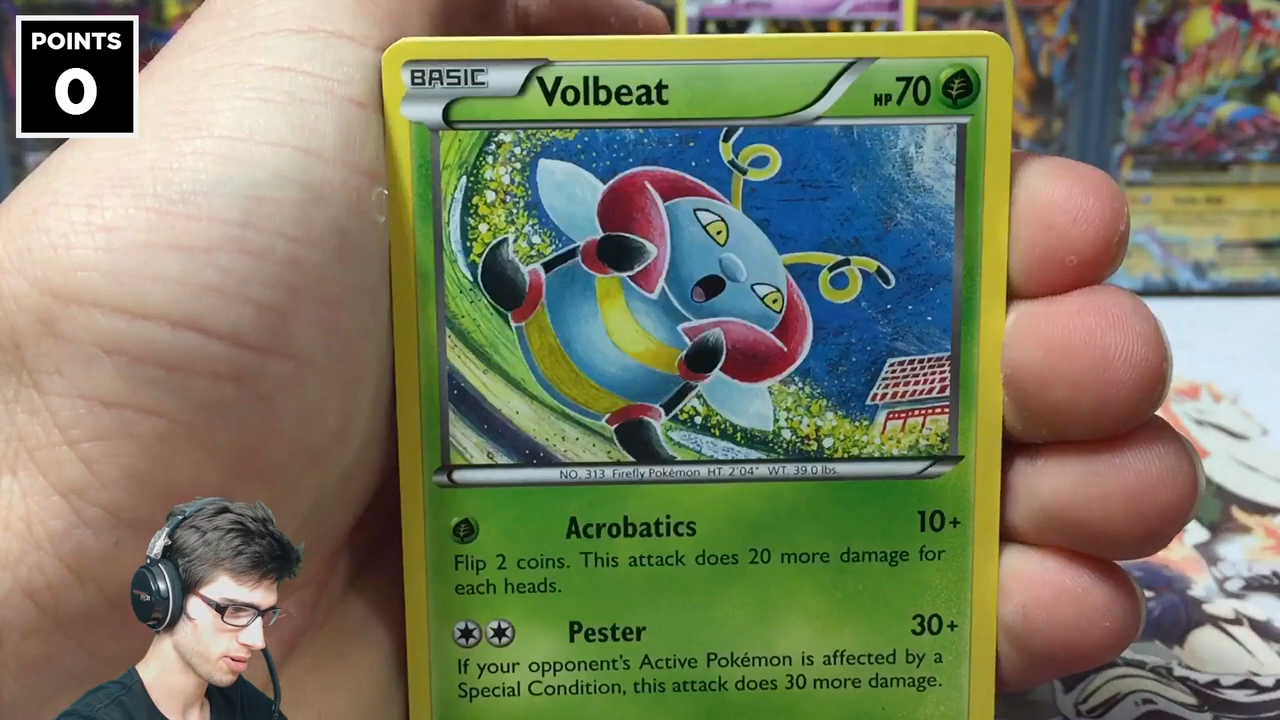 POINTS
0
BASIC
Volbeat
HP 70
NO. 313 Firefly Pokémon HT. 2'04" WT. 39.0 lbs.
Acrobatics 10+
Flip 2 coins. This attack does 20 more damage for
each heads.
Pester 30+
If your opponent's Active Pokémon is affected by a
Special Condition, this attack does 30 more damage.